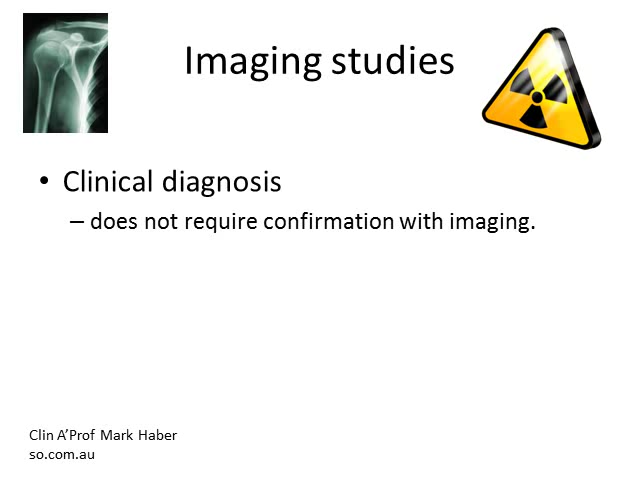 Imaging studies
• Clinical diagnosis
– does not require confirmation with imaging.
Clin A’Prof Mark Haber
so.com.au